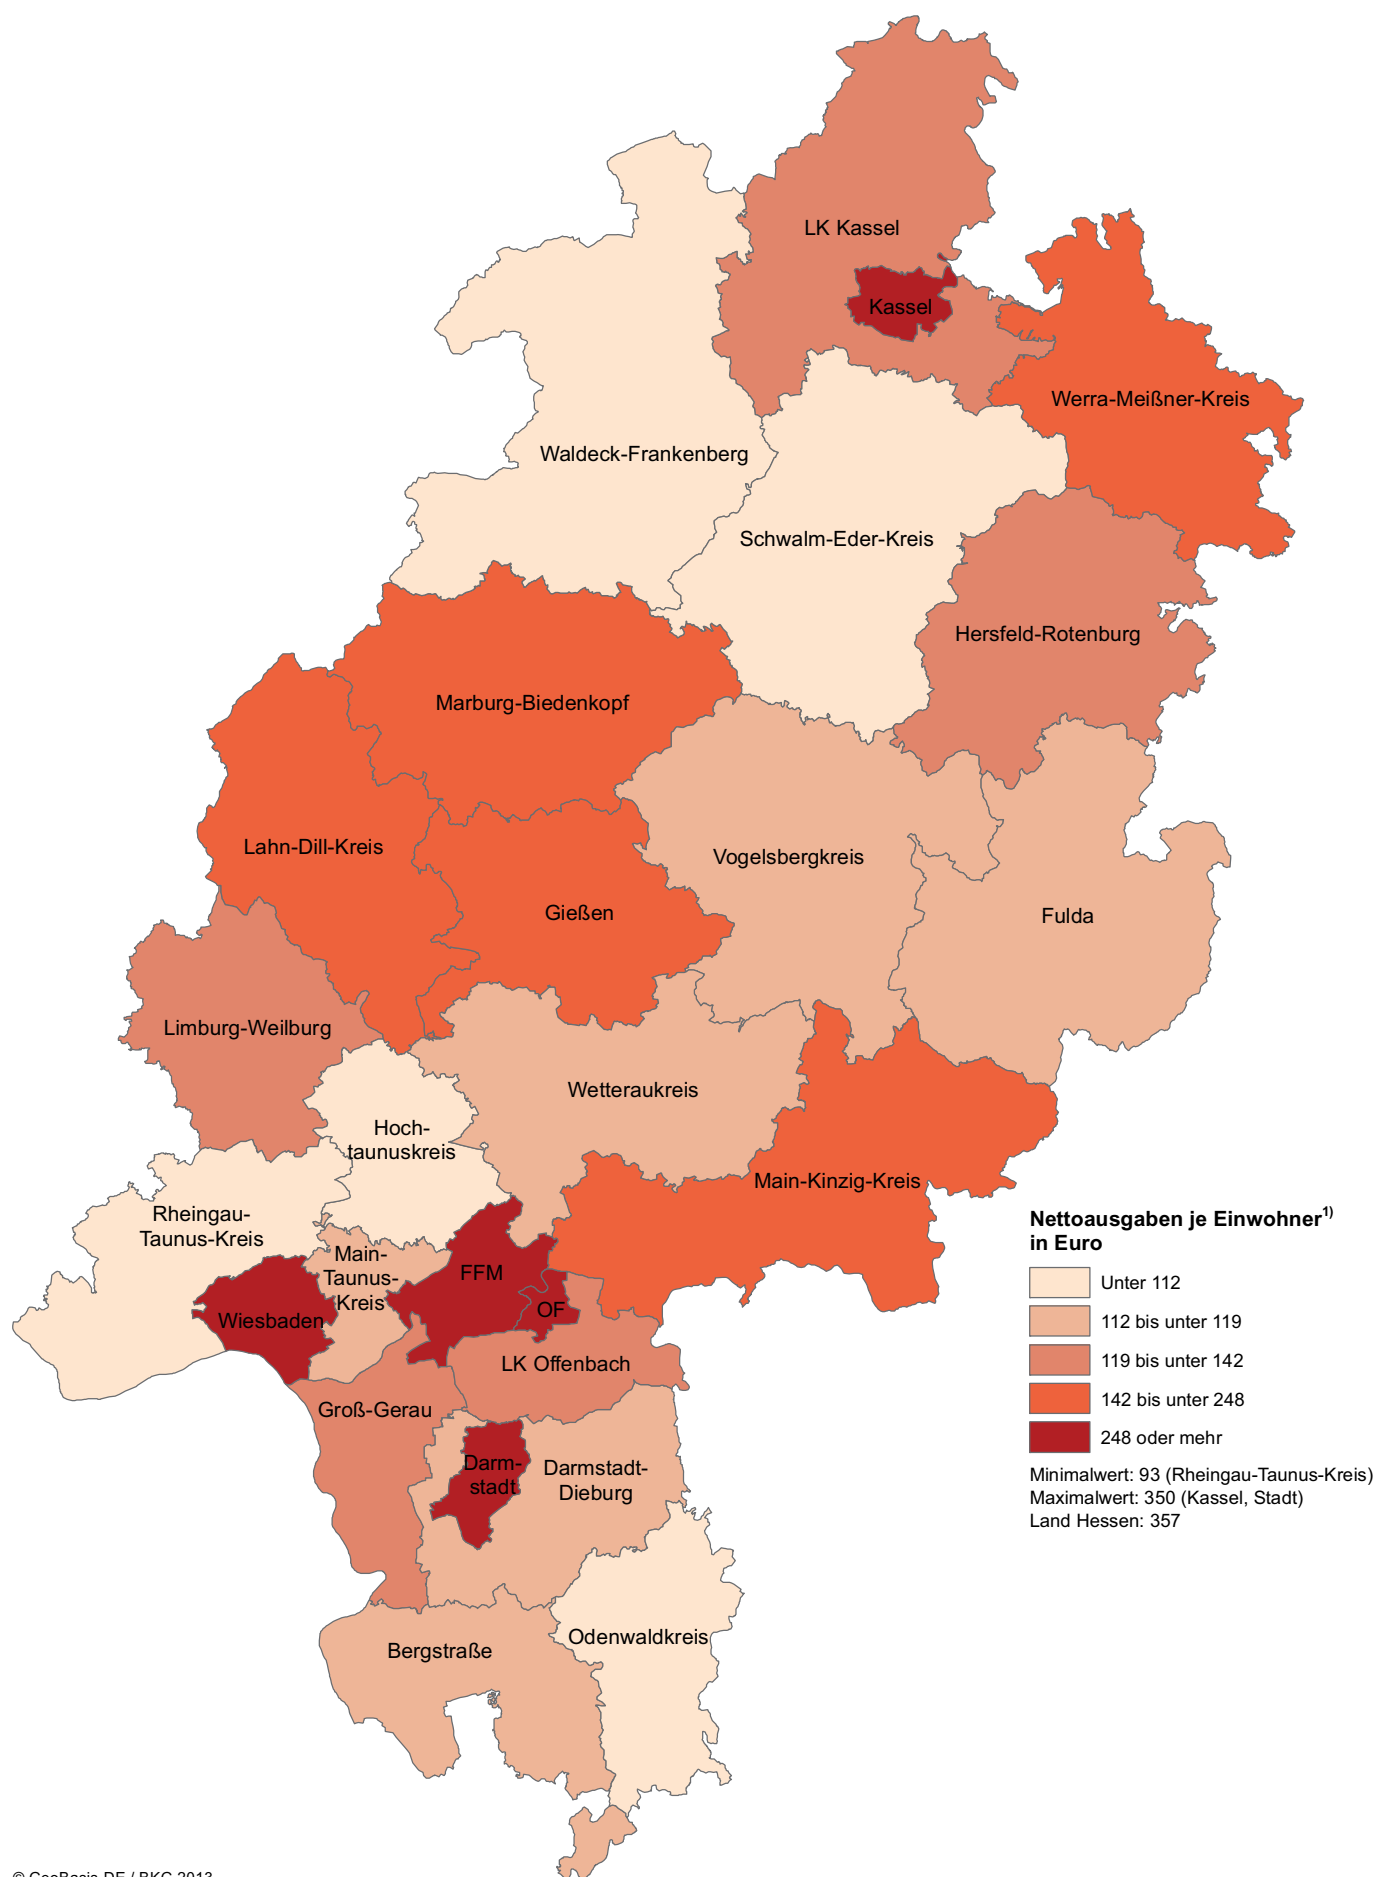 LK Kassel
Kassel
Werra-Meißner-Kreis
Waldeck-Frankenberg
Schwalm-Eder-Kreis
Hersfeld-Rotenburg
Marburg-Biedenkopf
Lahn-Dill-Kreis
Vogelsbergkreis
Gießen
Fulda
Limburg-Weilburg
Wetteraukreis
Hoch-
taunuskreis
Main-Kinzig-Kreis
Rheingau-
Taunus-Kreis
Main-
Taunus-
Kreis
FFM
OF
Wiesbaden
LK Offenbach
Groß-Gerau
Darm-
stadt
Darmstadt-
Dieburg
Odenwaldkreis
Bergstraße
Nettoausgaben je Einwohner1)
in Euro
Unter 112
112 bis unter 119
119 bis unter 142
142 bis unter 248
248 oder mehr
Minimalwert: 93 (Rheingau-Taunus-Kreis)
Maximalwert: 350 (Kassel, Stadt)
Land Hessen: 357
© GeoBasis-DE / BKG 2013